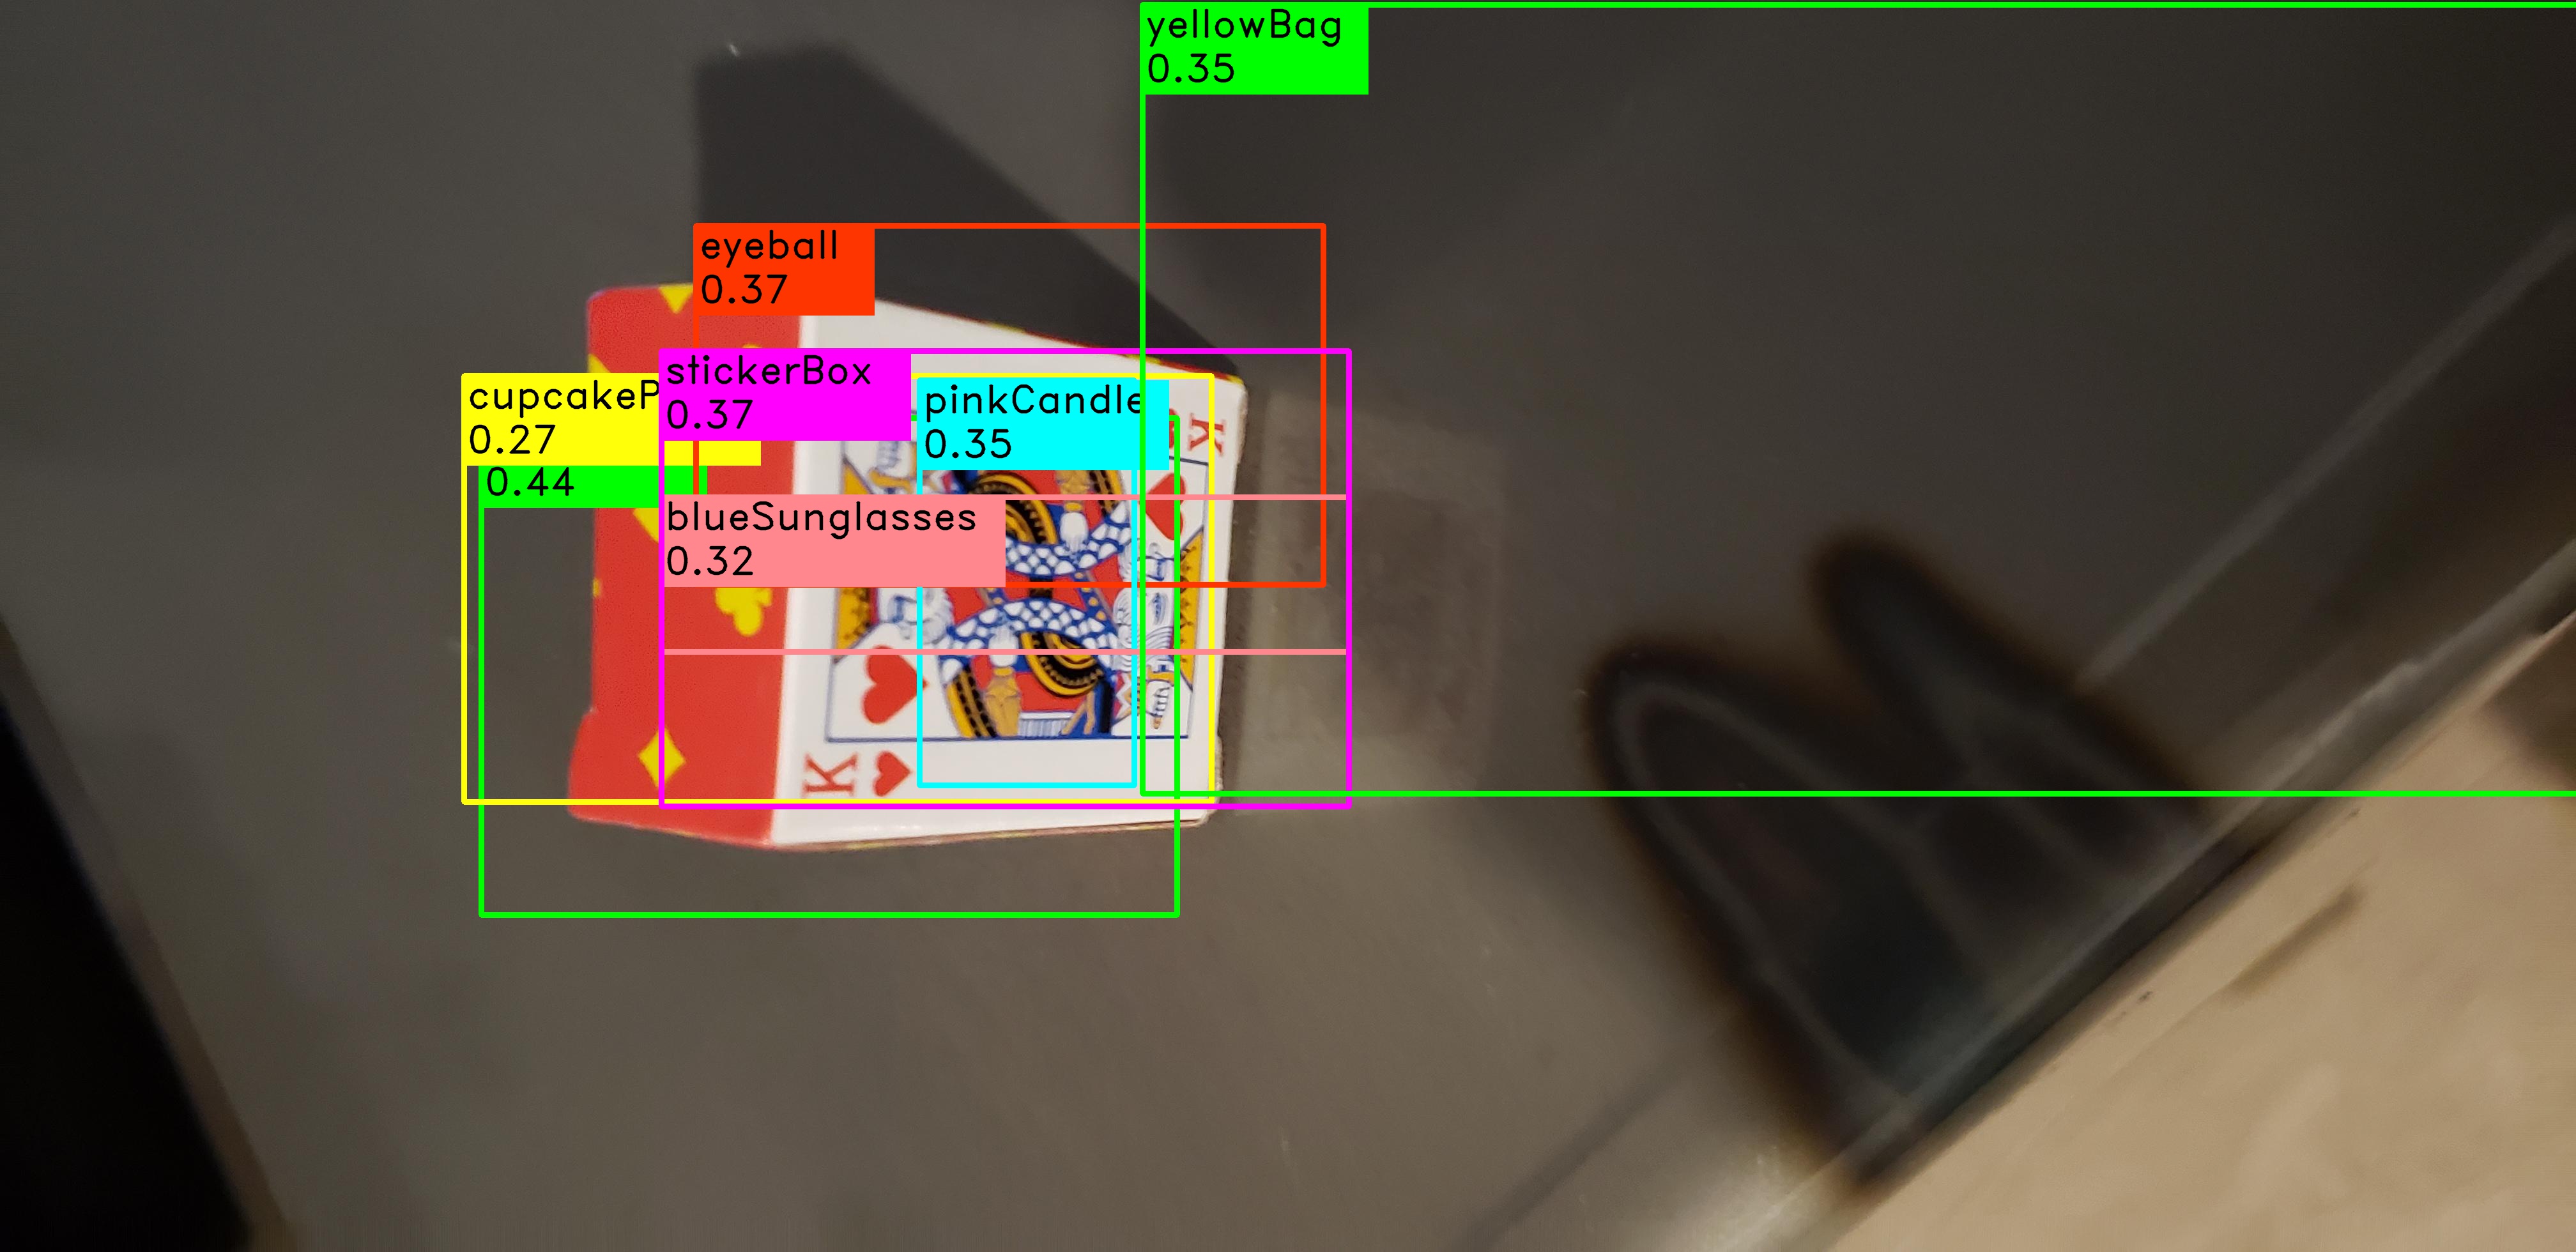 yellowBag
0.35
eyeball
0.37
stickerBox
0.37
cupcakeP
0.27
pinkCandle
0.35
0.44
blueSunglasses
0.32
K
K